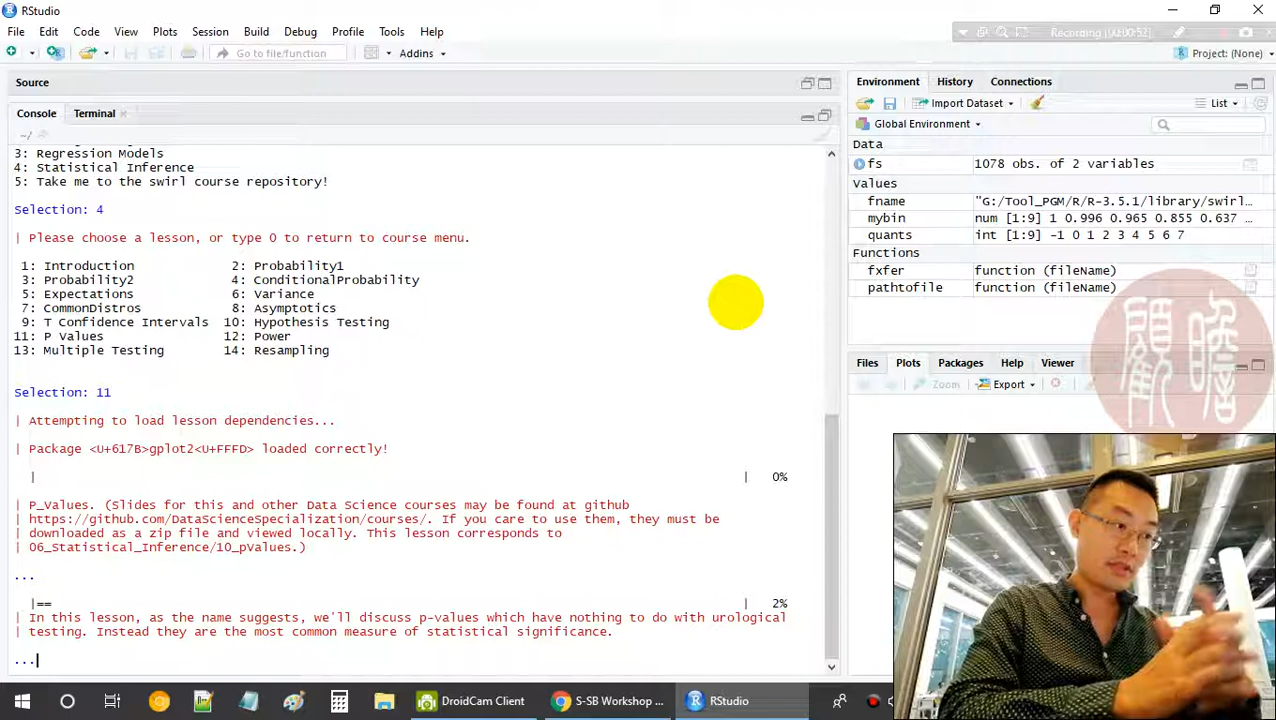 RStudio
File Edit Code View Plots Session Build Debug Profile Tools Help
Recording [00:00:52]
Go to file/function Addins Project: (None)
Source
Console Terminal
~/
3: Regression Models
4: Statistical Inference
5: Take me to the swirl course repository!
Selection: 4
| Please choose a lesson, or type 0 to return to course menu.
1: Introduction 2: Probability1
3: Probability2 4: ConditionalProbability
5: Expectations 6: Variance
7: CommonDistros 8: Asymptotics
9: T Confidence Intervals 10: Hypothesis Testing
11: P Values 12: Power
13: Multiple Testing 14: Resampling
Selection: 11
| Attempting to load lesson dependencies...
| Package <U+617B>gplot2<U+FFFD> loaded correctly!
| | 0%
| P_Values. (Slides for this and other Data Science courses may be found at github
| https://github.com/DataScienceSpecialization/courses/. If you care to use them, they must be
| downloaded as a zip file and viewed locally. This lesson corresponds to
| 06_Statistical_Inference/10_pValues.)
...
|== | 2%
| In this lesson, as the name suggests, we'll discuss p-values which have nothing to do with urological
| testing. Instead they are the most common measure of statistical significance.
...
Environment History Connections
Import Dataset List
Global Environment
Data
fs 1078 obs. of 2 variables
Values
fname "G:/Tool_PGM/R/R-3.5.1/library/swirl…
mybin num [1:9] 1 0.996 0.965 0.855 0.637 …
quants int [1:9] -1 0 1 2 3 4 5 6 7
Functions
fxfer function (fileName)
pathtofile function (fileName)
Files Plots Packages Help Viewer
Zoom Export
DroidCam Client S-SB Workshop ... RStudio